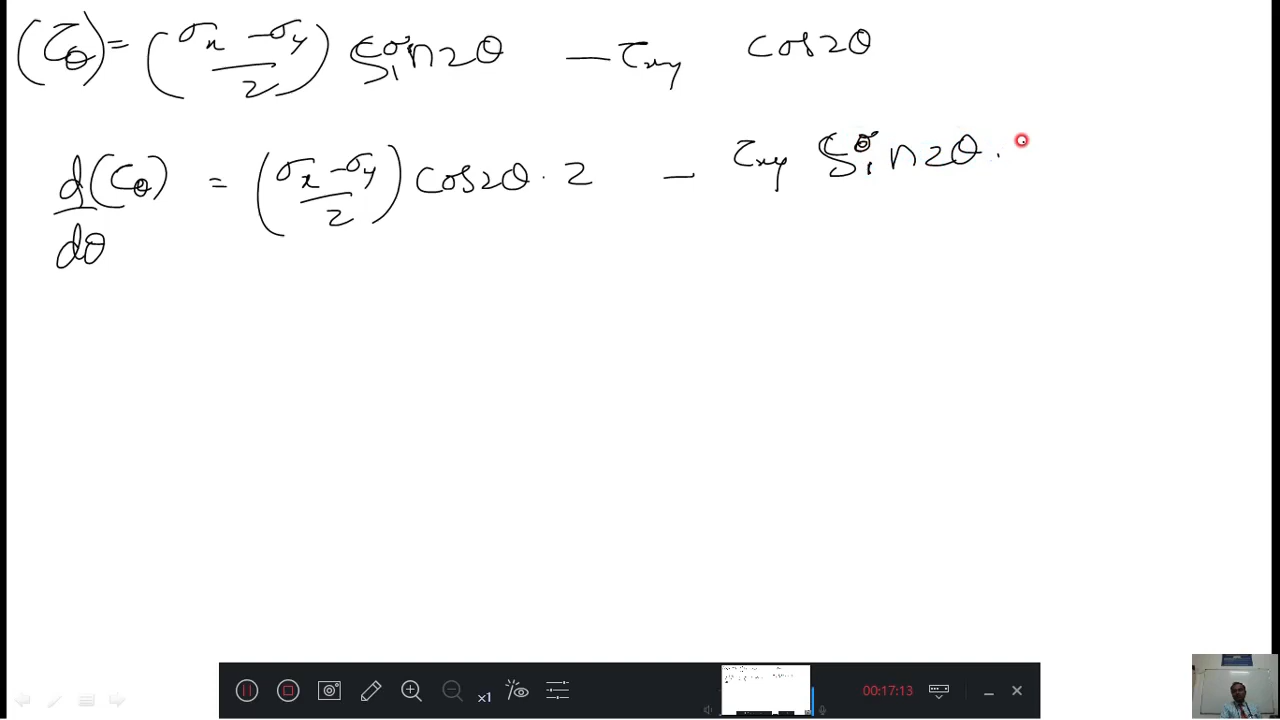 (τθ) = ((σx − σy)/2) Sin2θ − τxy cos2θ
d(τθ)/dθ = ((σx − σy)/2) cos2θ · 2 − τxy Sin2θ ·
x1
00:17:13